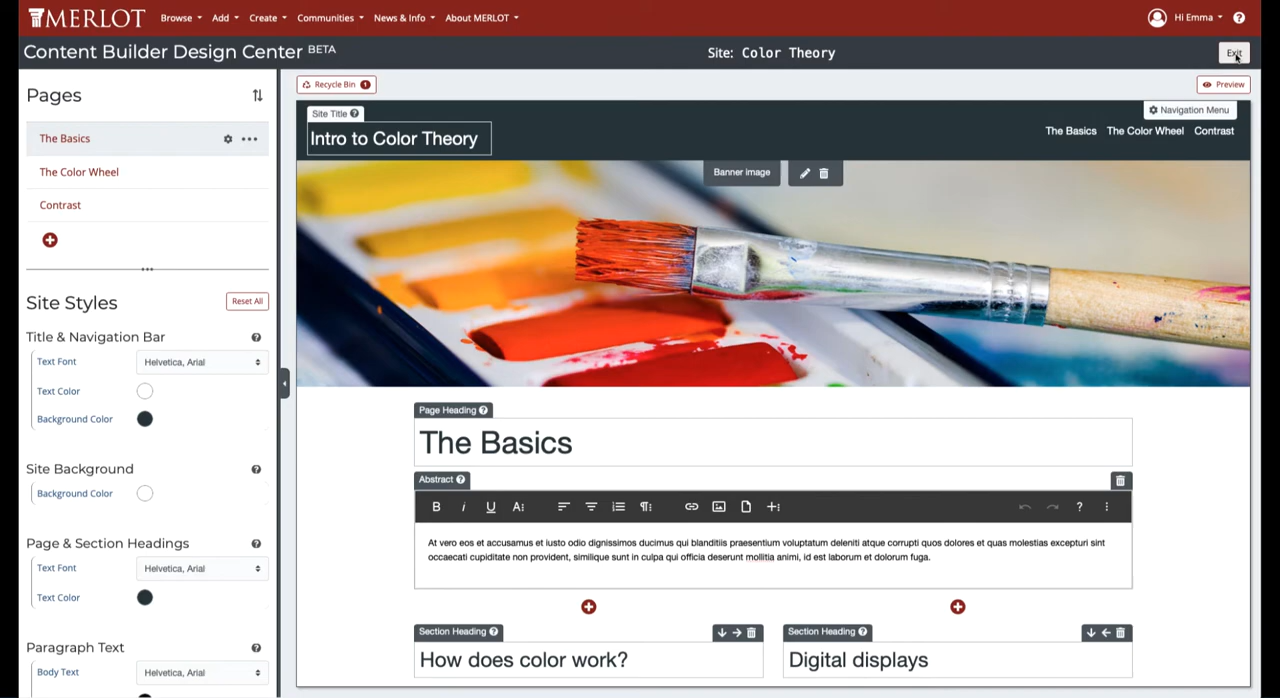 MERLOT Browse Add Create Communities News & Info About MERLOT Hi Emma ?
Content Builder Design Center BETA Site: Color Theory Exit
Pages
The Basics
The Color Wheel
Contrast
Site Styles Reset All
Title & Navigation Bar ?
Text Font Helvetica, Arial
Text Color
Background Color
Site Background ?
Background Color
Page & Section Headings ?
Text Font Helvetica, Arial
Text Color
Paragraph Text ?
Body Text Helvetica, Arial
Recycle Bin 1 Preview
Site Title ? Navigation Menu
Intro to Color Theory The Basics The Color Wheel Contrast
Banner image
Page Heading ?
The Basics
Abstract ?
B i U A ?
At vero eos et accusamus et iusto odio dignissimos ducimus qui blanditiis praesentium voluptatum deleniti atque corrupti quos dolores et quas molestias excepturi sint
occaecati cupiditate non provident, similique sunt in culpa qui officia deserunt mollitia animi, id est laborum et dolorum fuga.
Section Heading ? Section Heading ?
How does color work? Digital displays